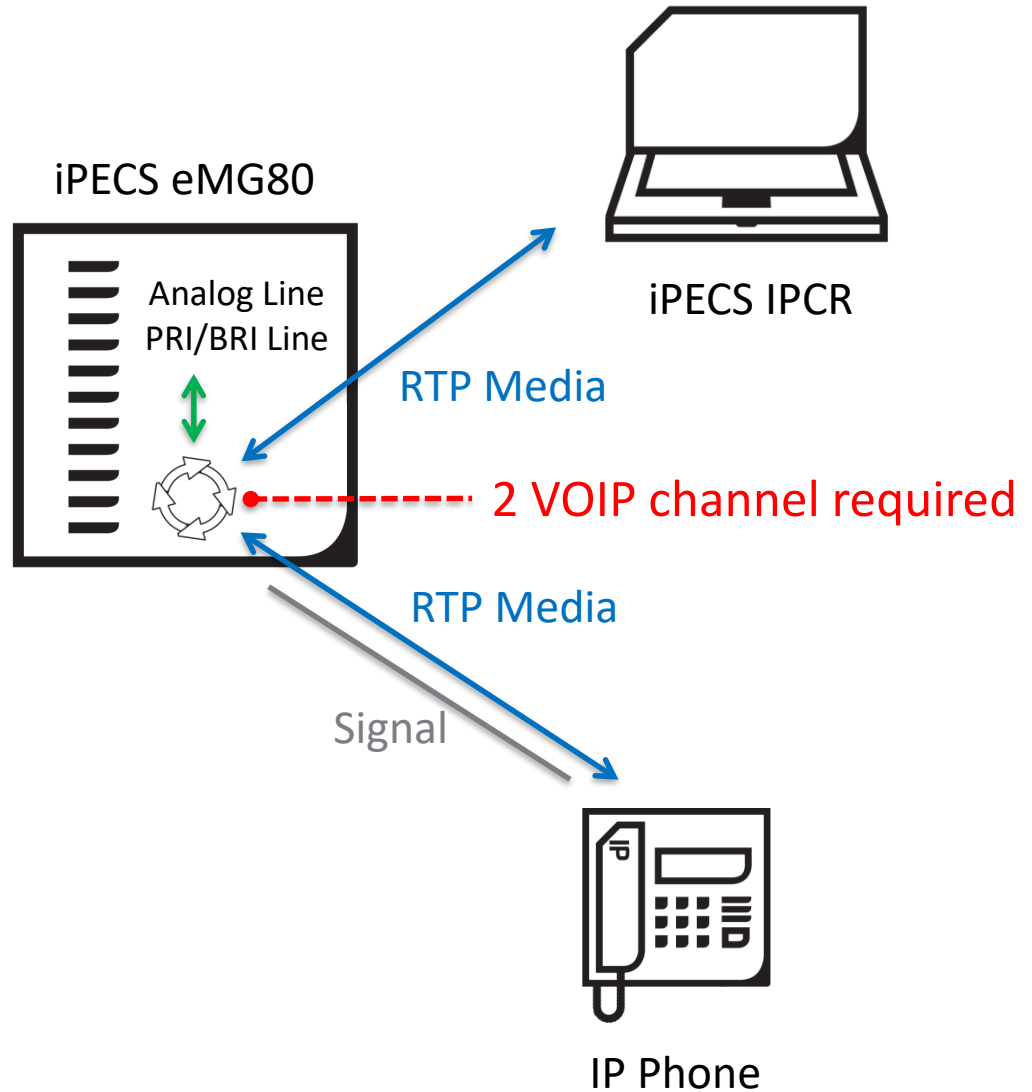 iPECS eMG80
Analog Line
PRI/BRI Line
iPECS IPCR
RTP Media
2 VOIP channel required
RTP Media
Signal
IP
IP Phone